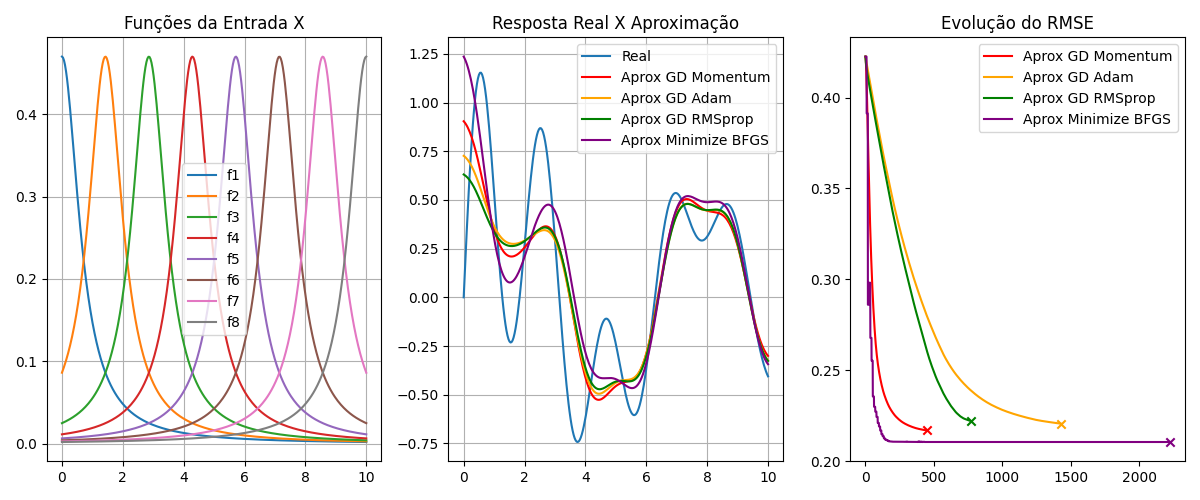 Funções da Entrada X
0.4
0.3
0.2
0.1
0.0
0 2 4 6 8 10
f1
f2
f3
f4
f5
f6
f7
f8
Resposta Real X Aproximação
1.25
1.00
0.75
0.50
0.25
0.00
−0.25
−0.50
−0.75
0 2 4 6 8 10
Real
Aprox GD Momentum
Aprox GD Adam
Aprox GD RMSprop
Aprox Minimize BFGS
Evolução do RMSE
0.40
0.35
0.30
0.25
0.20
0 500 1000 1500 2000
Aprox GD Momentum
Aprox GD Adam
Aprox GD RMSprop
Aprox Minimize BFGS